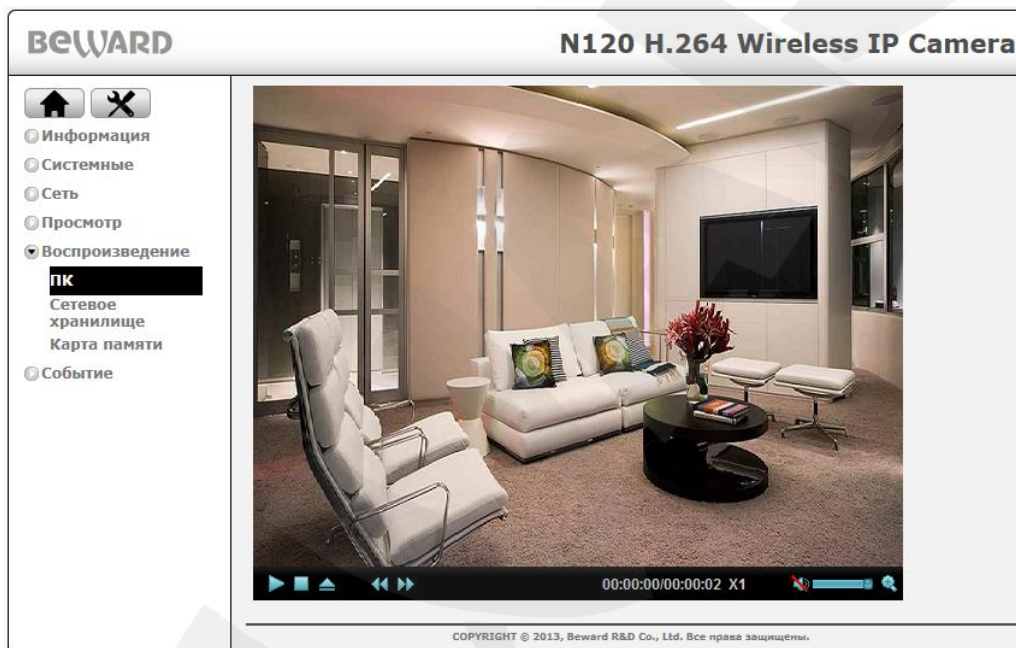 BEWARD
N120 H.264 Wireless IP Camera
Информация
Системные
Сеть
Просмотр
Воспроизведение
ПК
Сетевое
хранилище
Карта памяти
Событие
00:00:00/00:00:02 X1
COPYRIGHT © 2013, Beward R&D Co., Ltd. Все права защищены.